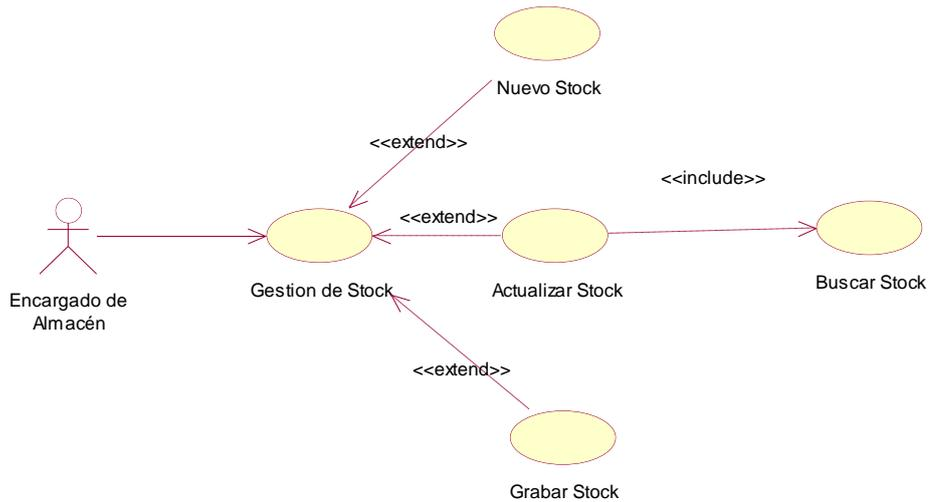 Nuevo Stock
<<extend>>
<<include>>
<<extend>>
Gestion de Stock
Actualizar Stock
Buscar Stock
Encargado de
Almacén
<<extend>>
Grabar Stock